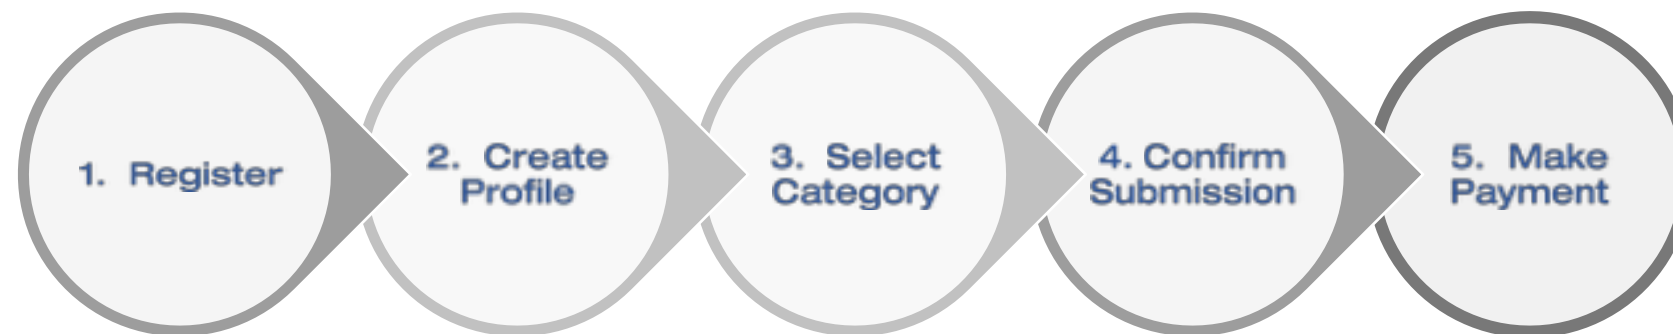 1. Register
2. Create
Profile
3. Select
Category
4. Confirm
Submission
5. Make
Payment